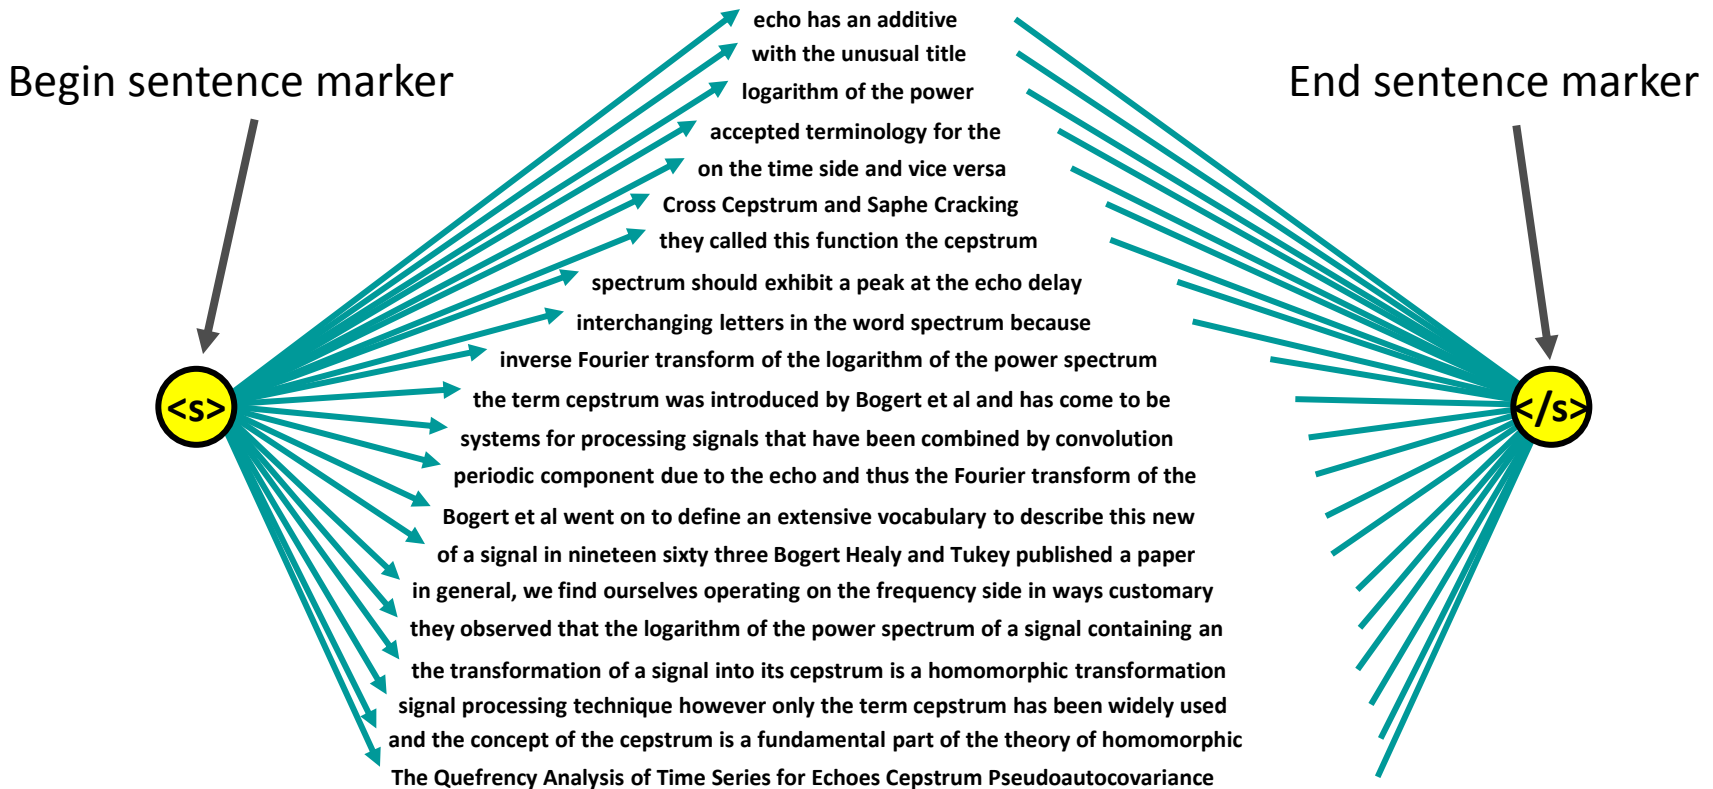 echo has an additive
with the unusual title
Begin sentence marker
End sentence marker
logarithm of the power
accepted terminology for the
on the time side and vice versa
Cross Cepstrum and Saphe Cracking
they called this function the cepstrum
spectrum should exhibit a peak at the echo delay
interchanging letters in the word spectrum because
inverse Fourier transform of the logarithm of the power spectrum
<s>
the term cepstrum was introduced by Bogert et al and has come to be
</s>
systems for processing signals that have been combined by convolution
periodic component due to the echo and thus the Fourier transform of the
Bogert et al went on to define an extensive vocabulary to describe this new
of a signal in nineteen sixty three Bogert Healy and Tukey published a paper
in general, we find ourselves operating on the frequency side in ways customary
they observed that the logarithm of the power spectrum of a signal containing an
the transformation of a signal into its cepstrum is a homomorphic transformation
signal processing technique however only the term cepstrum has been widely used
and the concept of the cepstrum is a fundamental part of the theory of homomorphic
The Quefrency Analysis of Time Series for Echoes Cepstrum Pseudoautocovariance